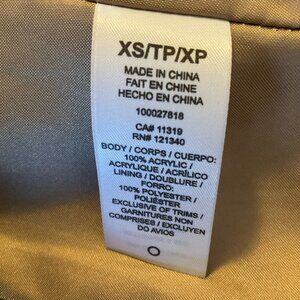 XS/TP/XP
MADE IN CHINA
FAIT EN CHINE
HECHO EN CHINA
100027818
CA# 11319
RN# 121340
BODY / CORPS / CUERPO:
100% ACRYLIC /
ACRYLIQUE / ACRÍLICO
LINING / DOUBLURE /
FORRO:
100% POLYESTER /
POLIÉSTER
EXCLUSIVE OF TRIMS /
GARNITURES NON
COMPRISES / EXCLUYEN
DO AVIOS